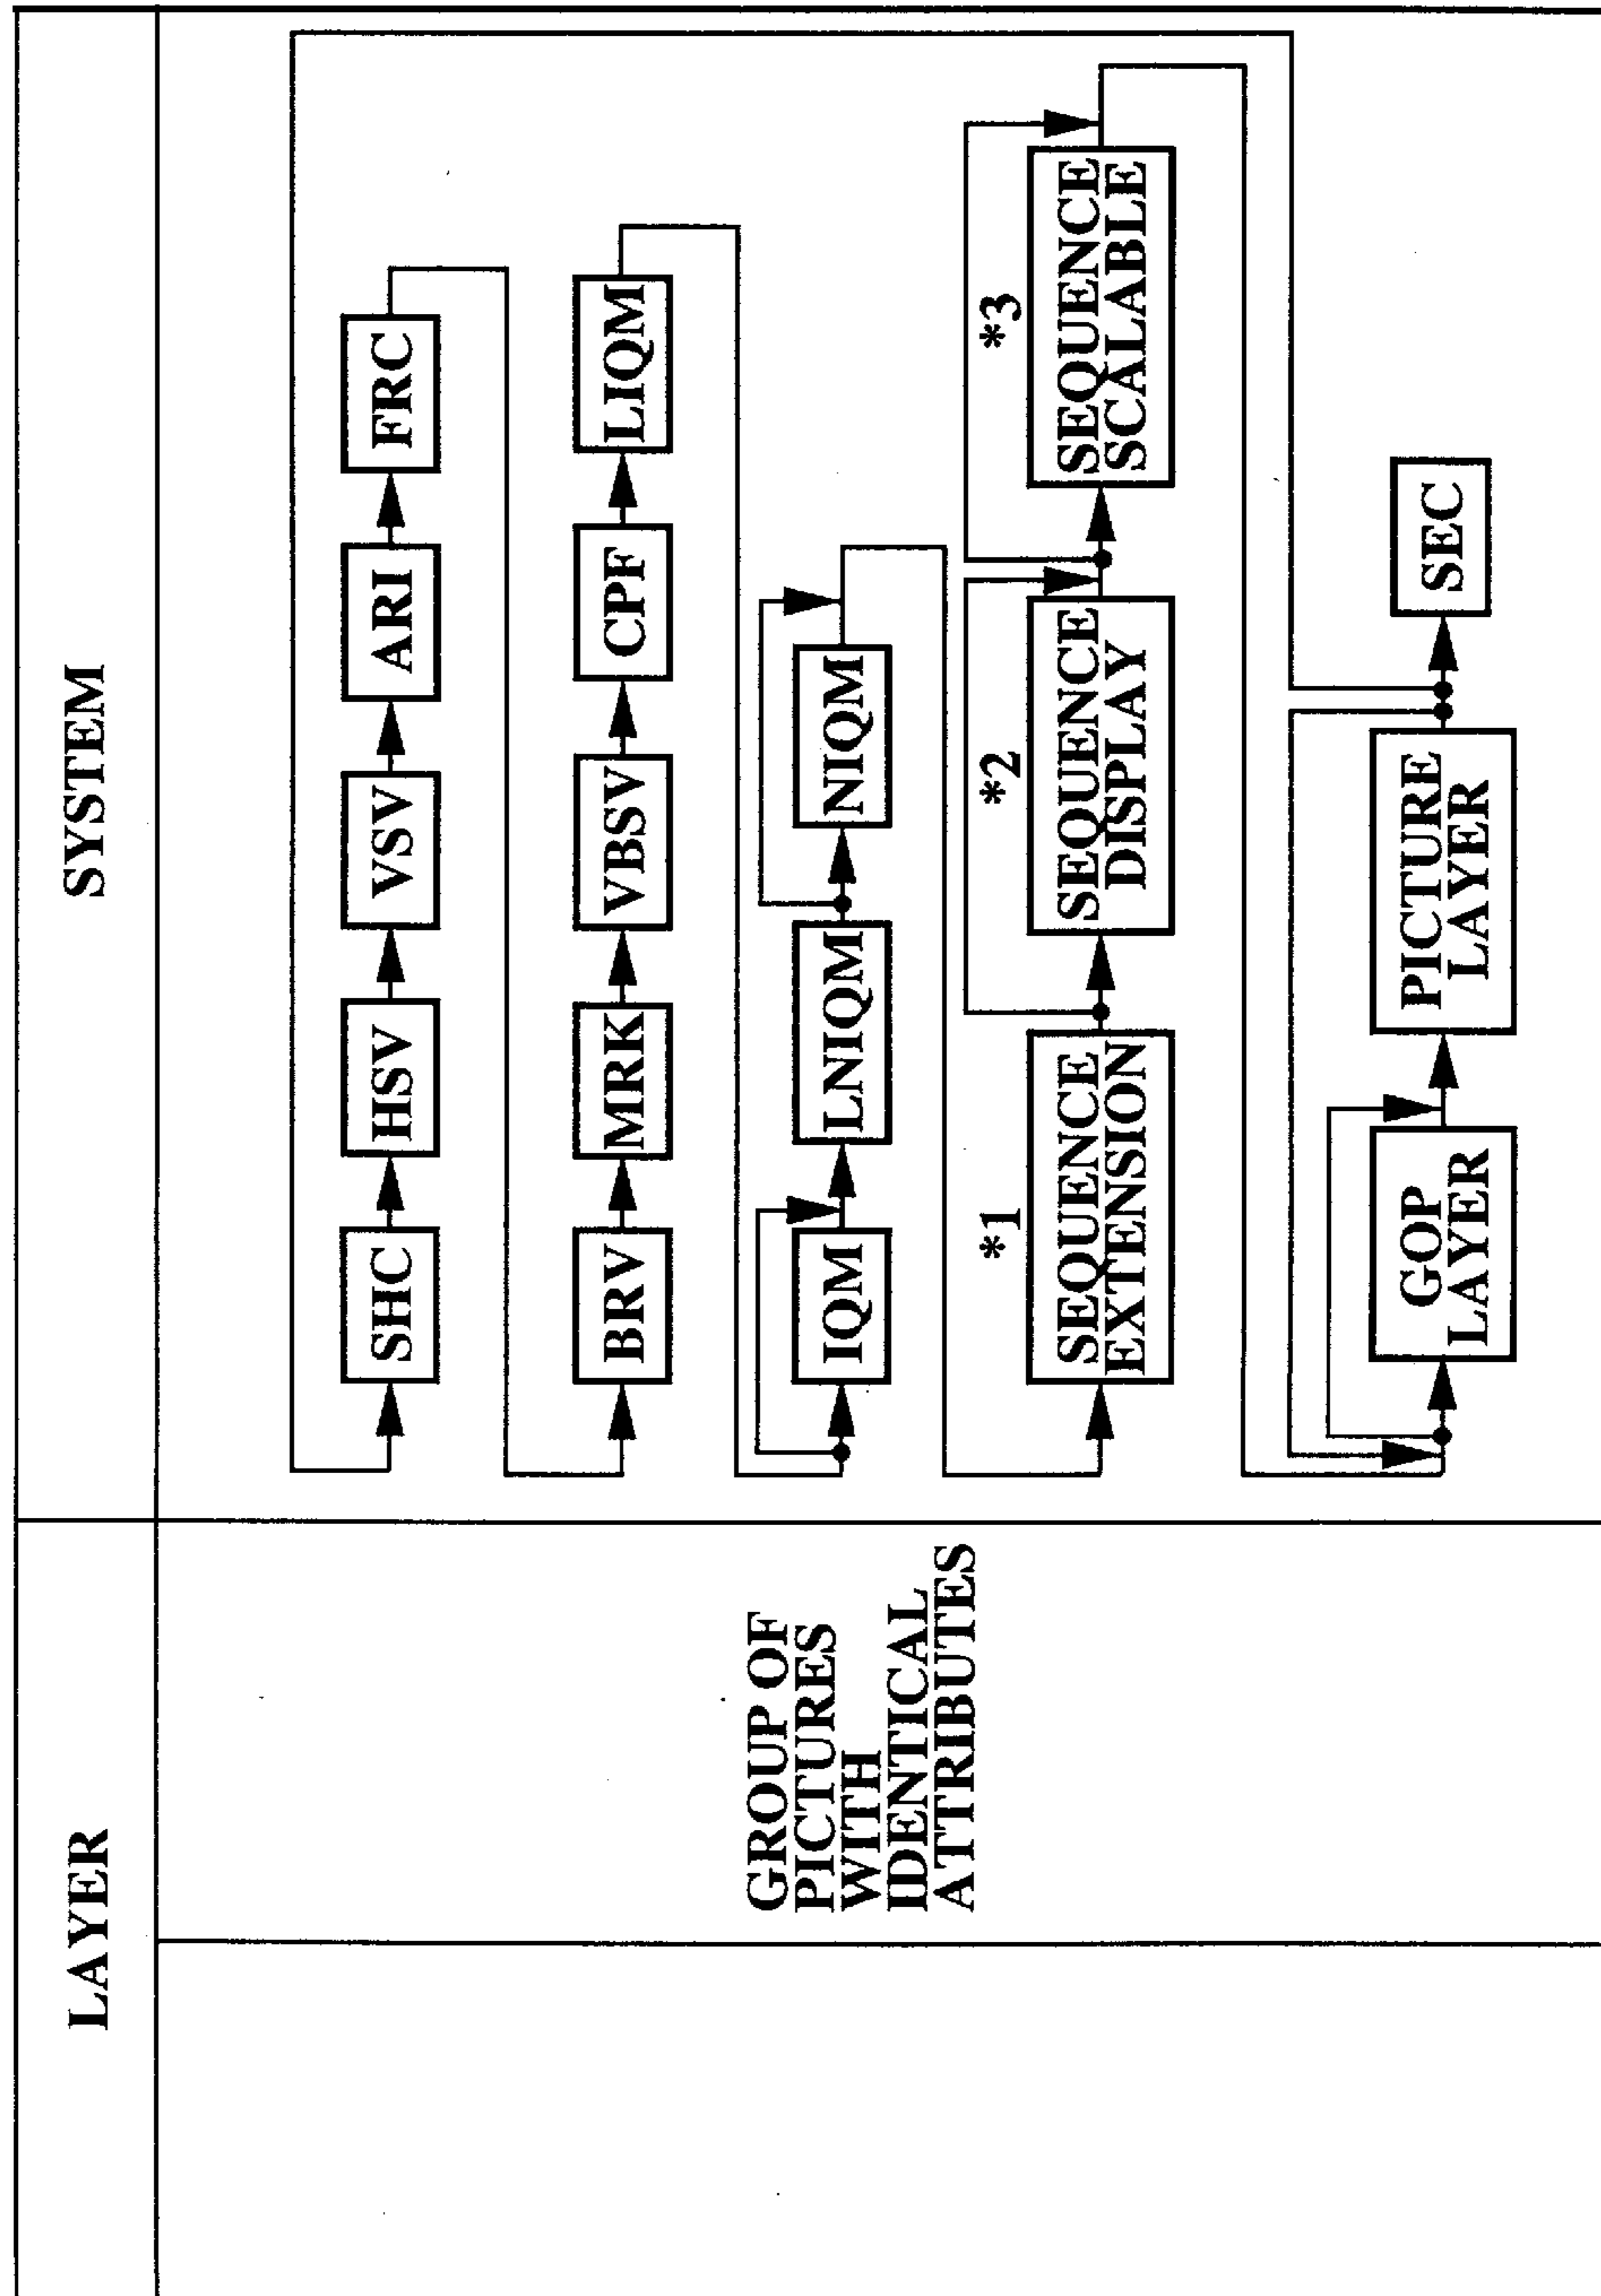 LAYER
SYSTEM
GROUP OF
PICTURES
WITH
IDENTICAL
ATTRIBUTES
SHC
HSV
VSV
ARI
FRC
BRV
MRK
VBSV
CPF
LIQM
IQM
LNIQM
NIQM
*1
SEQUENCE
EXTENSION
*2
SEQUENCE
DISPLAY
*3
SEQUENCE
SCALABLE
GOP
LAYER
PICTURE
LAYER
SEC